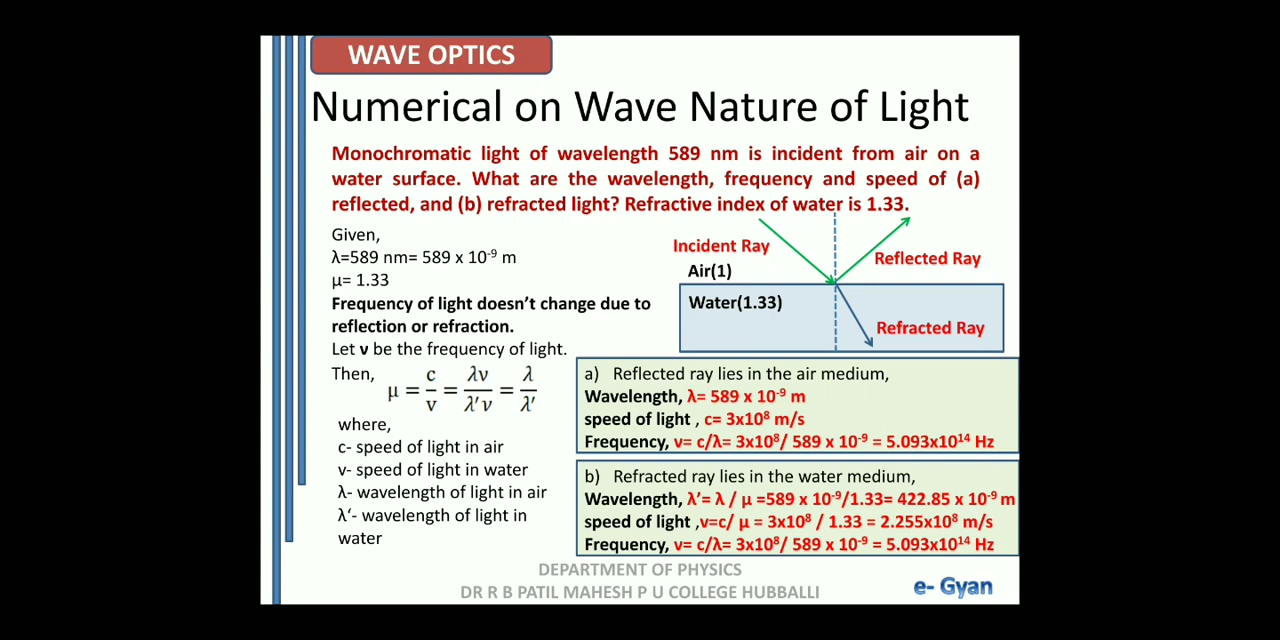 WAVE OPTICS
Numerical on Wave Nature of Light
Monochromatic light of wavelength 589 nm is incident from air on a
water surface. What are the wavelength, frequency and speed of (a)
reflected, and (b) refracted light? Refractive index of water is 1.33.
Given,
λ=589 nm= 589 x 10⁻⁹ m
μ= 1.33
Frequency of light doesn't change due to
reflection or refraction.
Let ν be the frequency of light.
Then, μ = c/v = λν/λ'ν = λ/λ'
where,
c- speed of light in air
v- speed of light in water
λ- wavelength of light in air
λ‘- wavelength of light in
water
Incident Ray
Reflected Ray
Air(1)
Water(1.33)
Refracted Ray
a) Reflected ray lies in the air medium,
Wavelength, λ= 589 x 10⁻⁹ m
speed of light , c= 3x10⁸ m/s
Frequency, ν= c/λ= 3x10⁸/ 589 x 10⁻⁹ = 5.093x10¹⁴ Hz
b) Refracted ray lies in the water medium,
Wavelength, λ’= λ / μ =589 x 10⁻⁹/1.33= 422.85 x 10⁻⁹ m
speed of light ,v=c/ μ = 3x10⁸ / 1.33 = 2.255x10⁸ m/s
Frequency, ν= c/λ= 3x10⁸/ 589 x 10⁻⁹ = 5.093x10¹⁴ Hz
DEPARTMENT OF PHYSICS
DR R B PATIL MAHESH P U COLLEGE HUBBALLI
e- Gyan